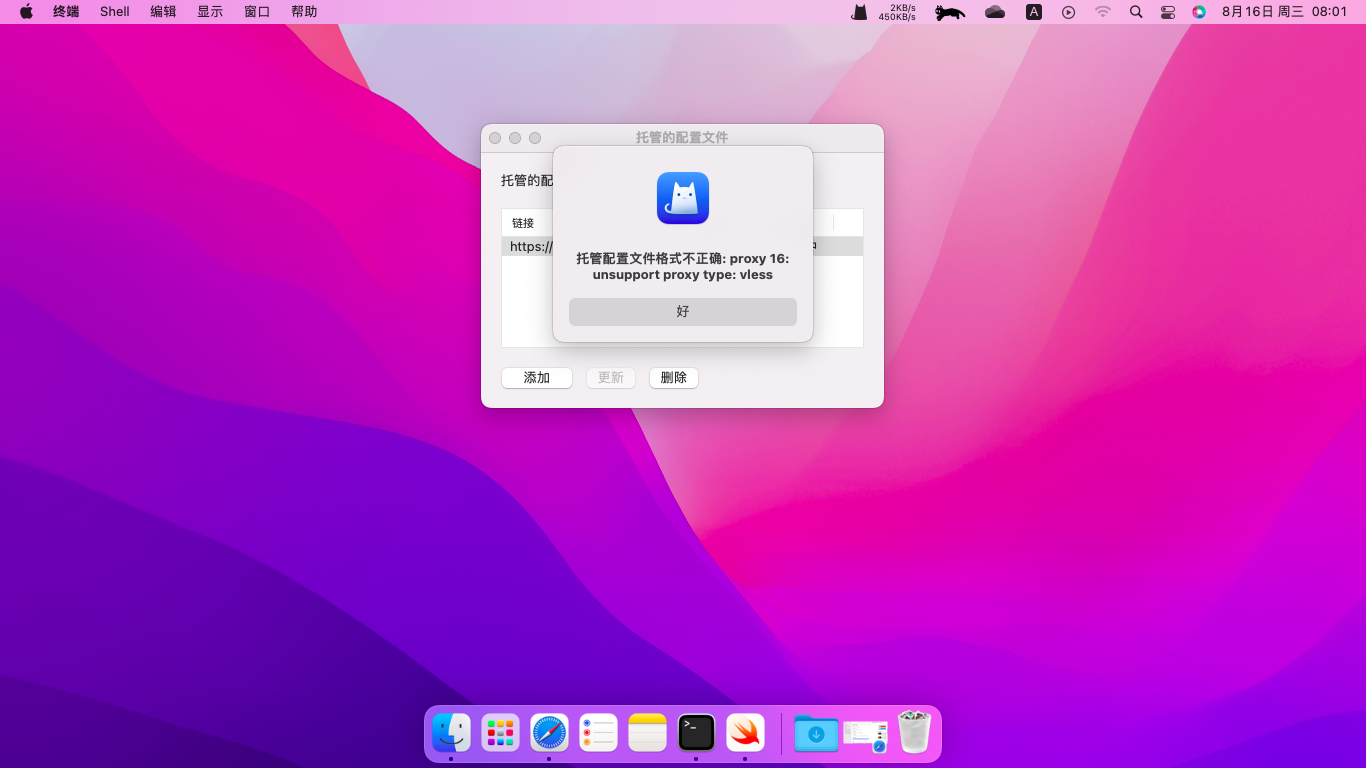 终端 Shell 编辑 显示 窗口 帮助
2KB/s
450KB/s
A
8月16日 周三 08:01
托管的配置文件
托管的配
链接
https://
托管配置文件格式不正确: proxy 16:
unsupport proxy type: vless
好
添加 更新 删除
>_